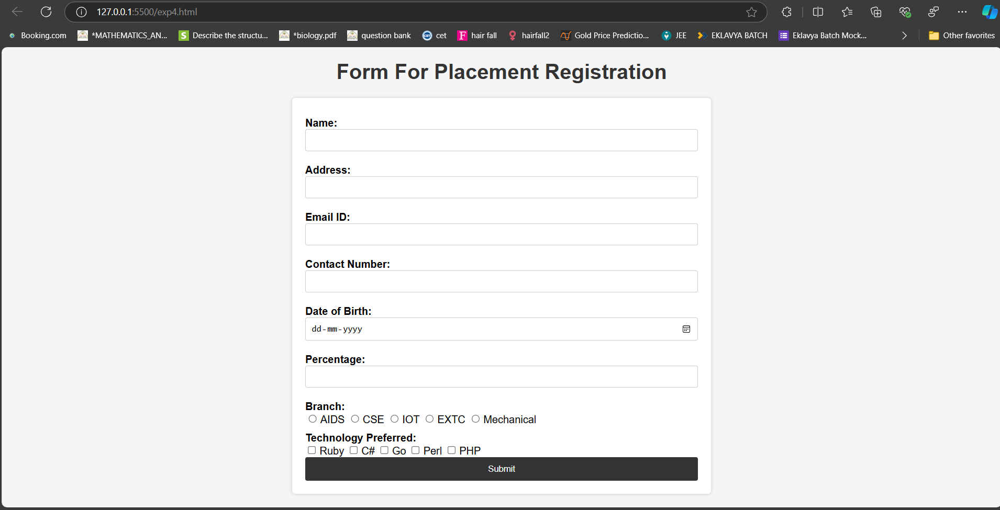 127.0.0.1:5500/exp4.html
Booking.com *MATHEMATICS_AN... S Describe the structu... *biology.pdf question bank CET cet F hair fall hairfall2 Gold Price Predictio... JEE EKLAVYA BATCH Eklavya Batch Mock... Other favorites
Form For Placement Registration
Name:
Address:
Email ID:
Contact Number:
Date of Birth:
dd-mm-yyyy
Percentage:
Branch:
AIDS CSE IOT EXTC Mechanical
Technology Preferred:
Ruby C# Go Perl PHP
Submit